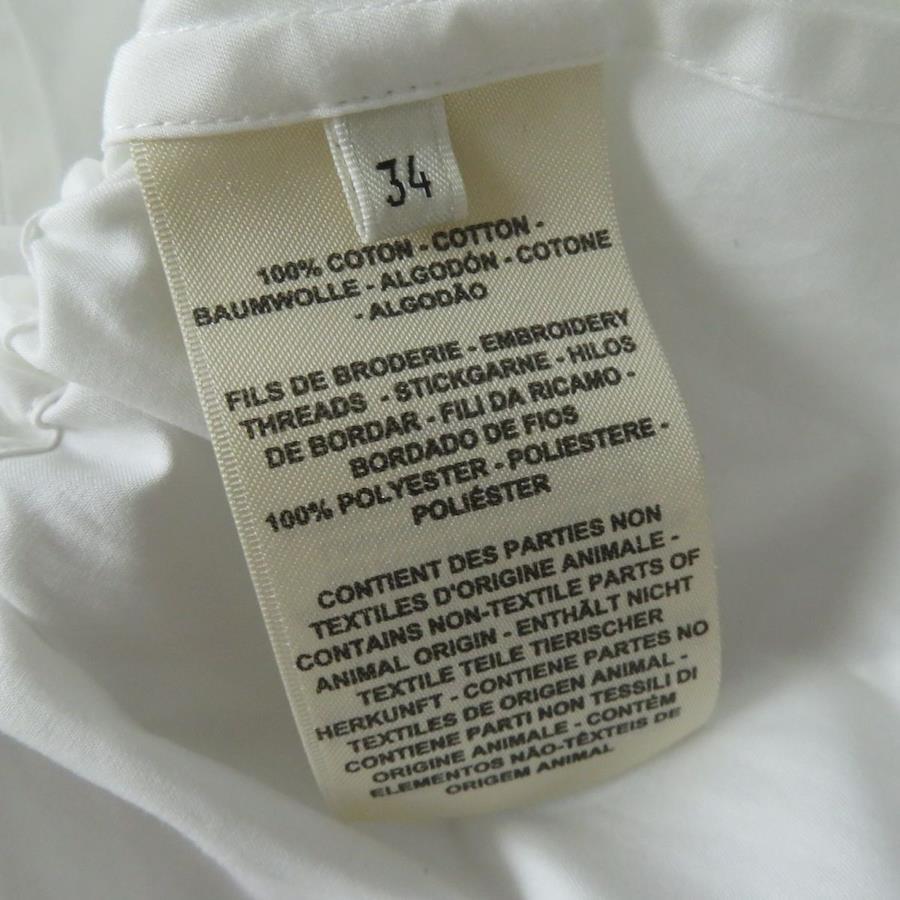 34
100% COTON - COTTON -
BAUMWOLLE - ALGODÓN - COTONE
- ALGODÃO
FILS DE BRODERIE - EMBROIDERY
THREADS - STICKGARNE - HILOS
DE BORDAR - FILI DA RICAMO -
BORDADO DE FIOS
100% POLYESTER - POLIESTERE -
POLIÉSTER
CONTIENT DES PARTIES NON
TEXTILES D'ORIGINE ANIMALE -
CONTAINS NON-TEXTILE PARTS OF
ANIMAL ORIGIN - ENTHÄLT NICHT
TEXTILE TEILE TIERISCHER
HERKUNFT - CONTIENE PARTES NO
TEXTILES DE ORIGEN ANIMAL -
CONTIENE PARTI NON TESSILI DI
ORIGINE ANIMALE - CONTÉM
ELEMENTOS NÃO-TÊXTEIS DE
ORIGEM ANIMAL